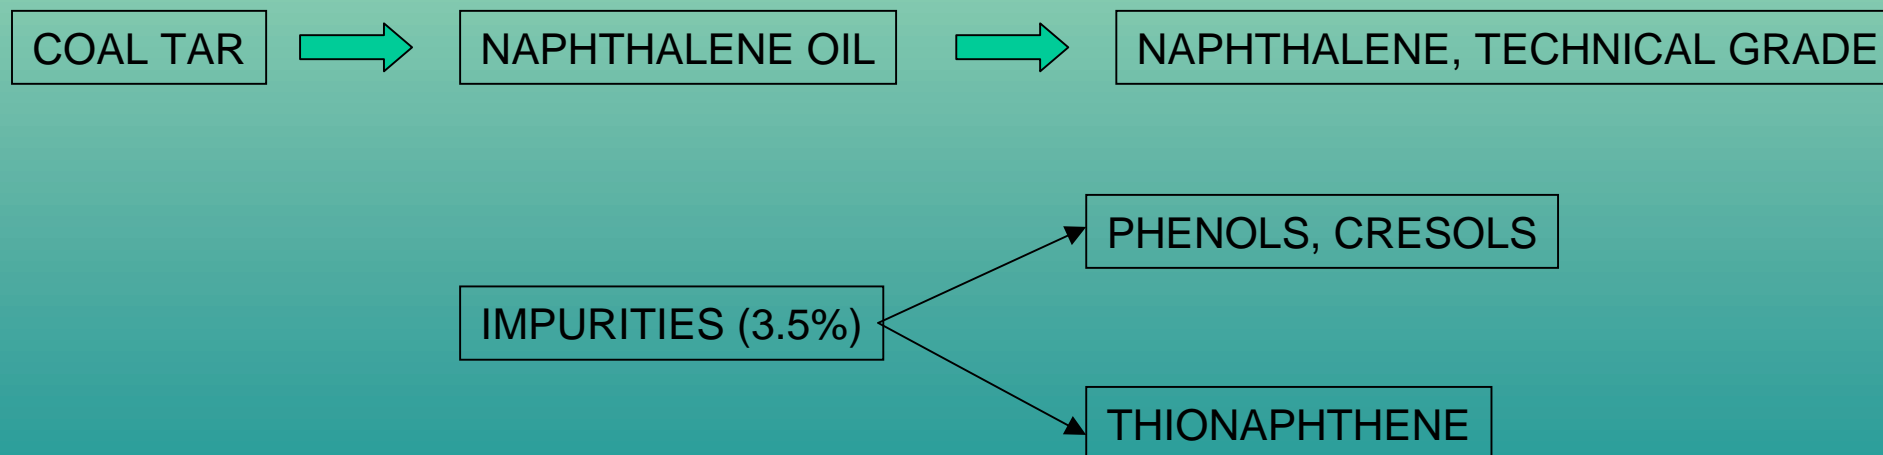 COAL TAR
NAPHTHALENE OIL
NAPHTHALENE, TECHNICAL GRADE
PHENOLS, CRESOLS
IMPURITIES (3.5%)
THIONAPHTHENE